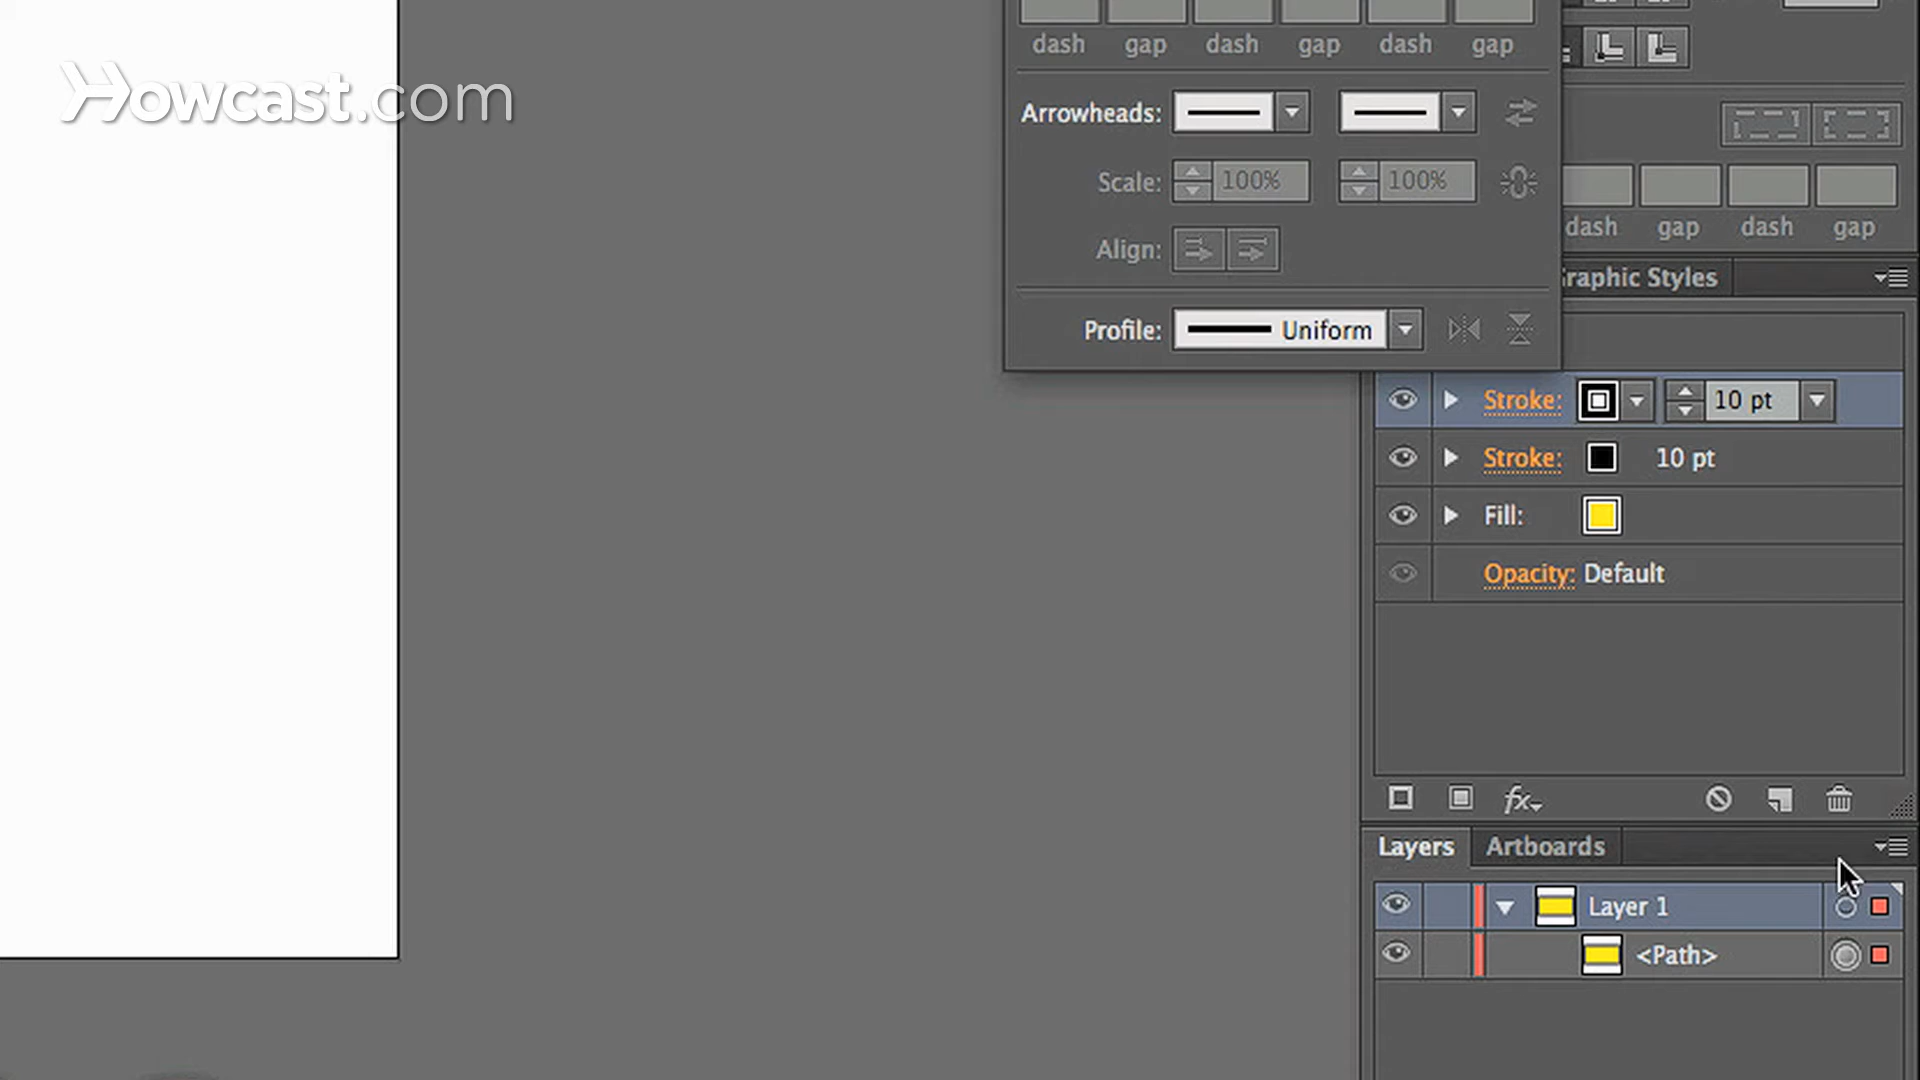 Howcast.com
dash gap dash gap dash gap
Arrowheads:
Scale: 100% 100%
Align:
Profile: Uniform
dash gap dash gap
raphic Styles
Stroke: 10 pt
Stroke: 10 pt
Fill:
Opacity: Default
fx
Layers Artboards
Layer 1
<Path>